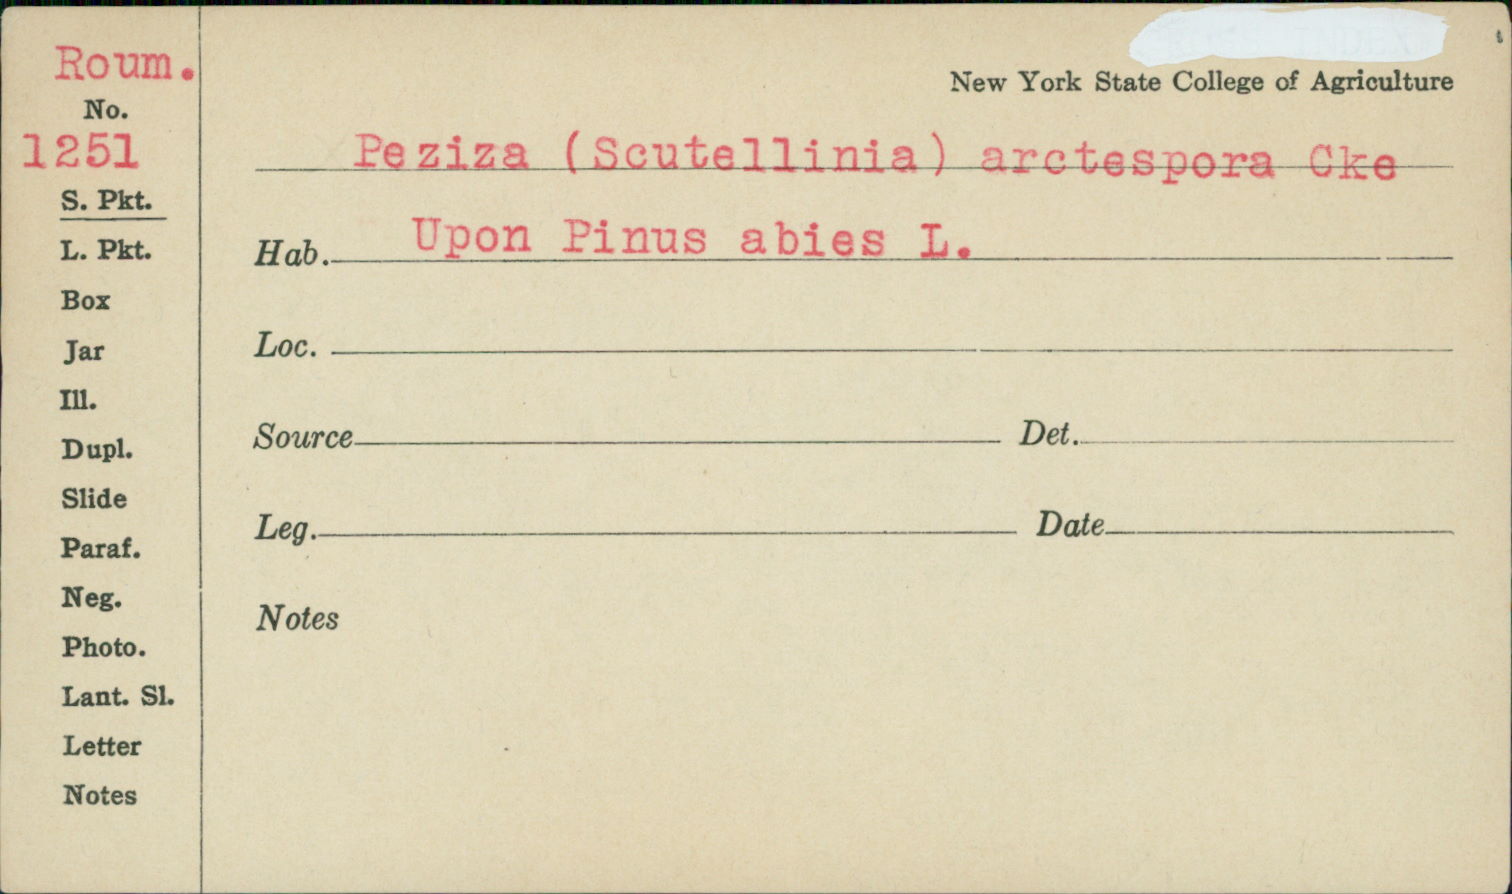 Roum.
No.
1251
S. Pkt.
L. Pkt.
Box
Jar
Ill.
Dupl.
Slide
Paraf.
Neg.
Photo.
Lant. Sl.
Letter
Notes
New York State College of Agriculture
Peziza (Scutellinia) arctespora Cke
Hab. Upon Pinus abies L.
Loc.
Source Det.
Leg. Date
Notes